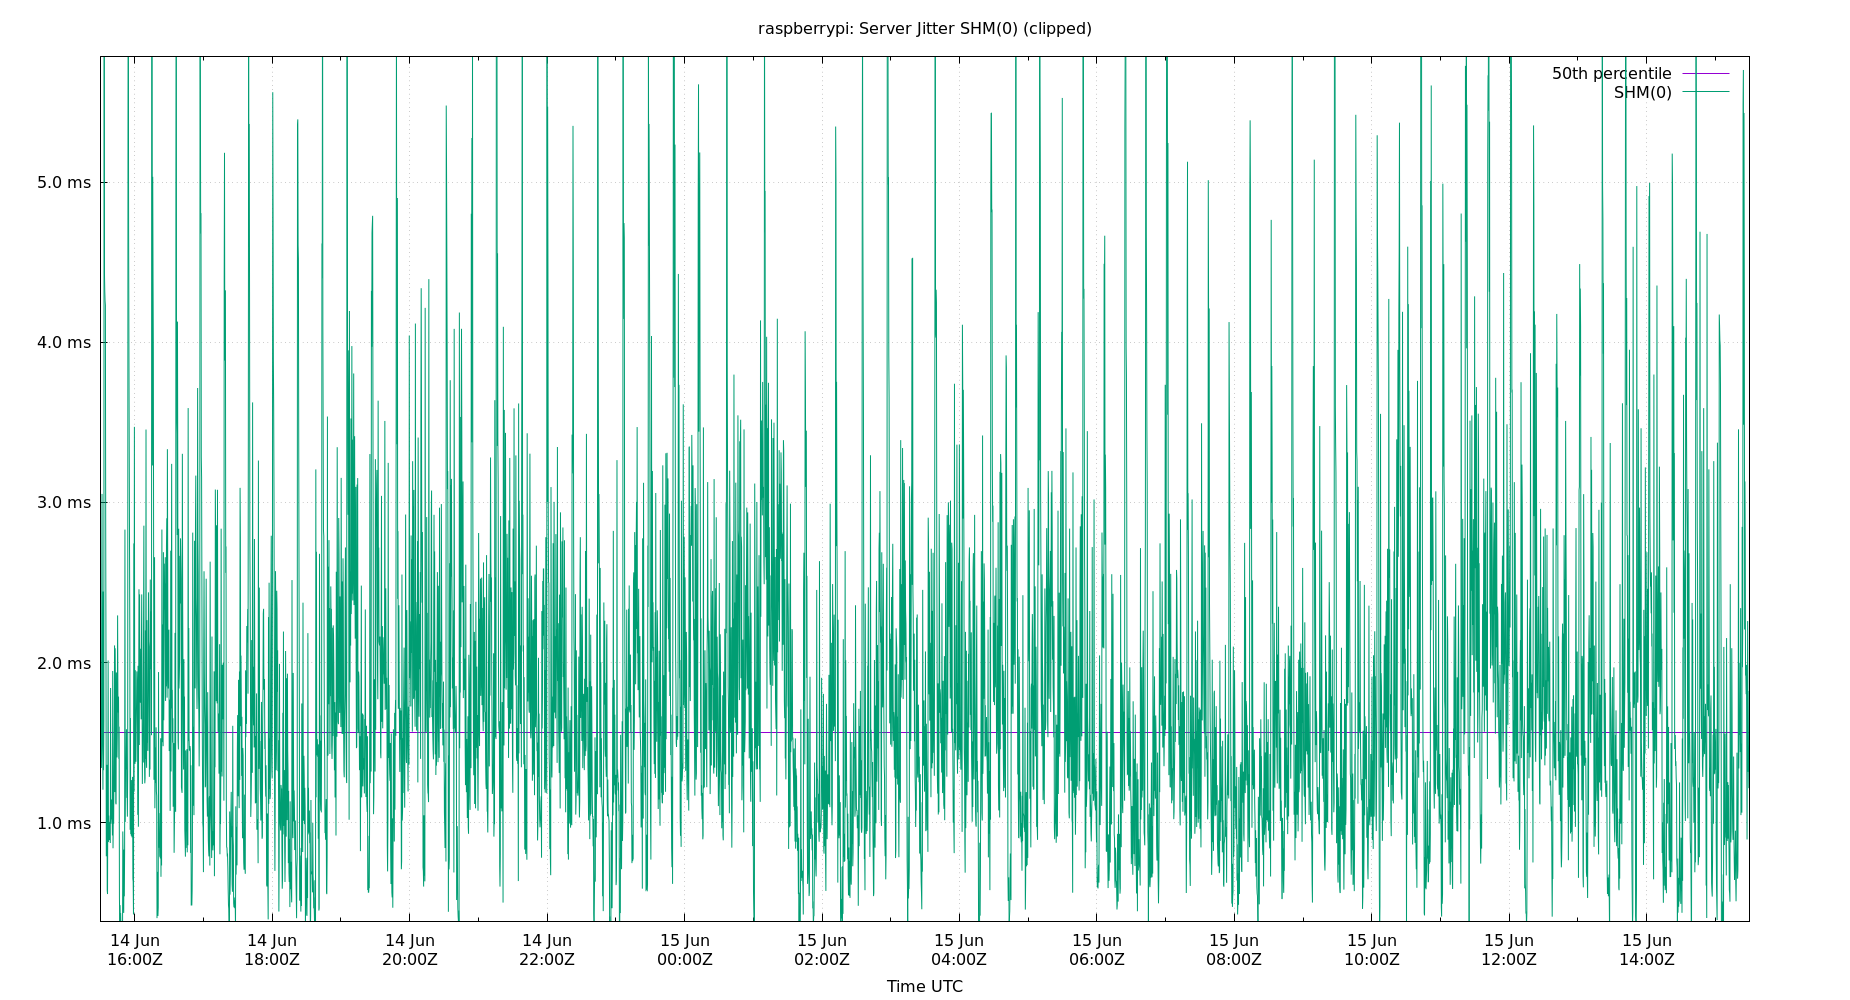 raspberrypi: Server Jitter SHM(0) (clipped)
50th percentile
SHM(0)
5.0 ms
4.0 ms
3.0 ms
2.0 ms
1.0 ms
14 Jun 14 Jun 14 Jun 14 Jun 15 Jun 15 Jun 15 Jun 15 Jun 15 Jun 15 Jun 15 Jun 15 Jun
16:00Z 18:00Z 20:00Z 22:00Z 00:00Z 02:00Z 04:00Z 06:00Z 08:00Z 10:00Z 12:00Z 14:00Z
Time UTC